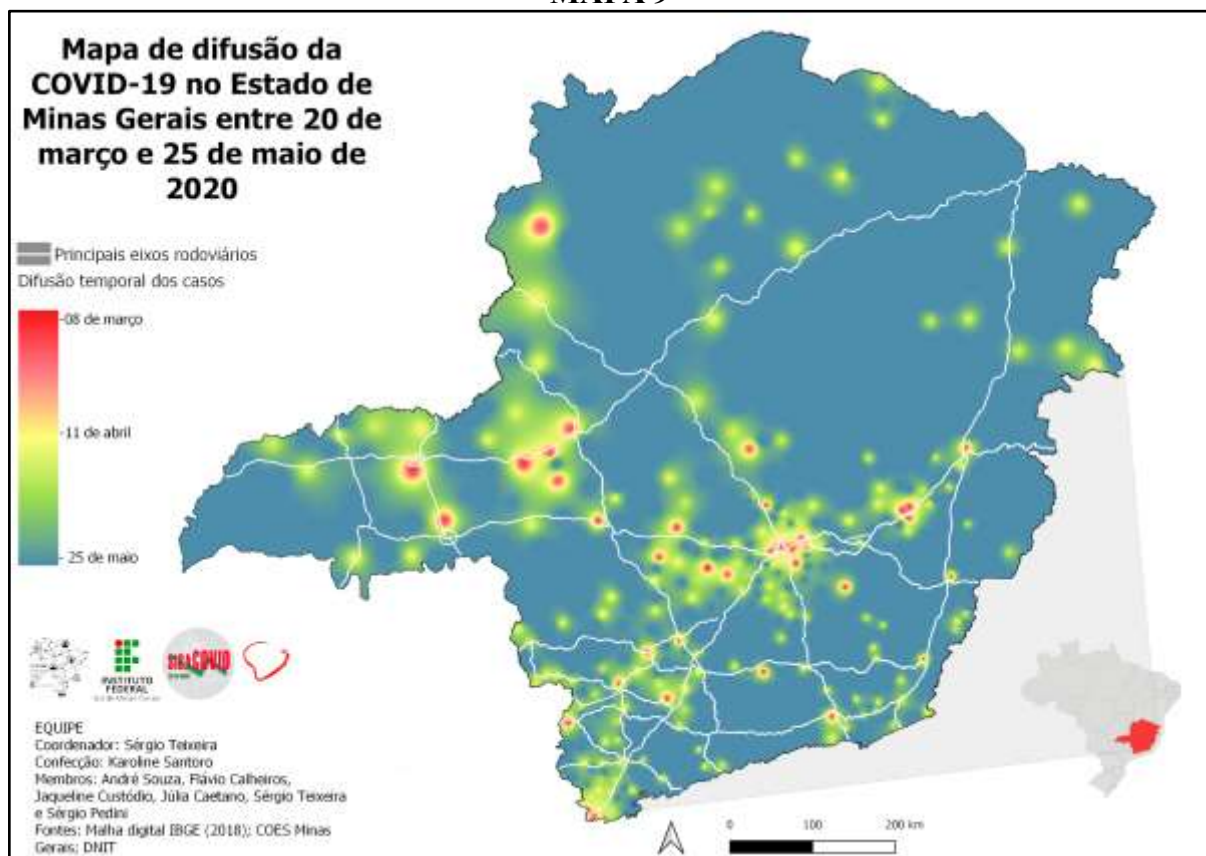 MAPA 9
Mapa de difusão da
COVID-19 no Estado de
Minas Gerais entre 20 de
março e 25 de maio de
2020
Principais eixos rodoviários
Difusão temporal dos casos
08 de março
11 de abril
25 de maio
INSTITUTO
FEDERAL
EQUIPE
Coordenador: Sérgio Teixeira
Confecção: Karoline Santoro
Membros: André Souza, Flávio Calheiros,
Jaqueline Custódio, Júlia Caetano, Sérgio Teixeira
e Sérgio Pedini
Fontes: Malha digital IBGE (2018); COES Minas
Gerais; DNIT
0 100 200 km